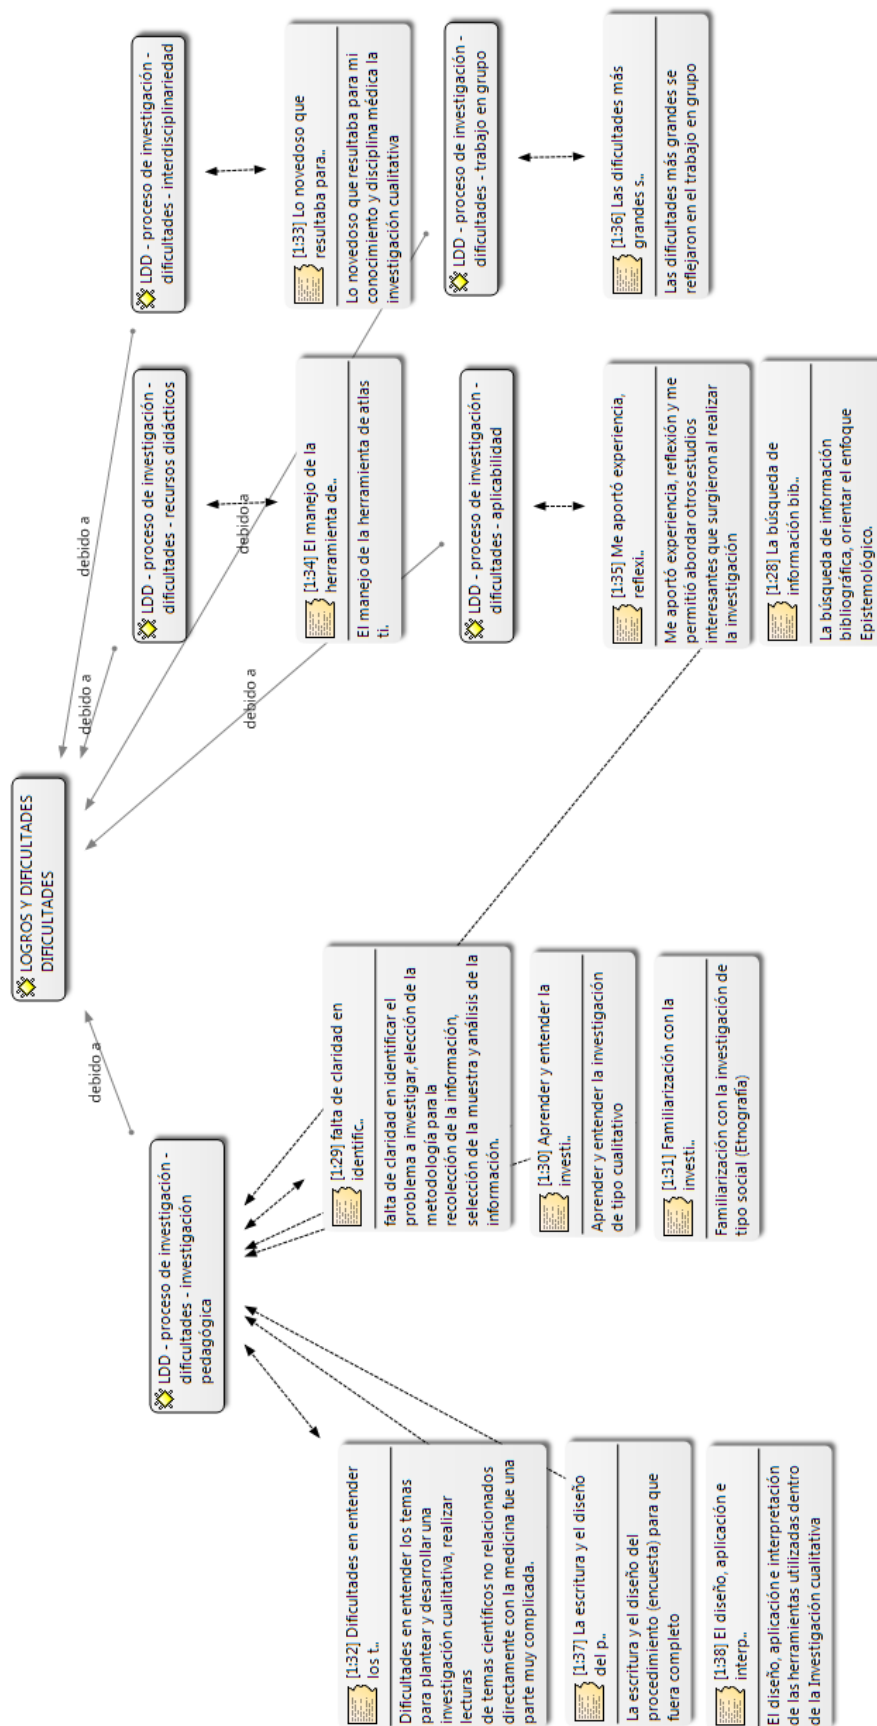 LOGROS Y DIFICULTADES
DIFICULTADES
debido a
debido a
debido a
debido a
debido a
LDD - proceso de investigación -
dificultades - investigación
pedagógica
LDD - proceso de investigación -
dificultades - recursos didácticos
LDD - proceso de investigación -
dificultades - interdisciplinariedad
[1:32] Dificultades en entender
los t..
Dificultades en entender los temas
para plantear y desarrollar una
investigación cualitativa, realizar
lecturas
de temas científicos no relacionados
directamente con la medicina fue una
parte muy complicada.
[1:29] falta de claridad en
identific..
falta de claridad en identificar el
problema a investigar, elección de la
metodología para la
recolección de la información,
selección de la muestra y análisis de la
información.
[1:34] El manejo de la
herramienta de..
El manejo de la herramienta de atlas
ti.
[1:33] Lo novedoso que
resultaba para..
Lo novedoso que resultaba para mi
conocimiento y disciplina médica la
investigación cualitativa
LDD - proceso de investigación -
dificultades - aplicabilidad
LDD - proceso de investigación -
dificultades - trabajo en grupo
[1:37] La escritura y el diseño
del p..
La escritura y el diseño del
procedimiento (encuesta) para que
fuera completo
[1:30] Aprender y entender la
investi..
Aprender y entender la investigación
de tipo cualitativo
[1:35] Me aportó experiencia,
reflexi..
Me aportó experiencia, reflexión y me
permitió abordar otros estudios
interesantes que surgieron al realizar
la investigación
[1:36] Las dificultades más
grandes s..
Las dificultades más grandes se
reflejaron en el trabajo en grupo
[1:38] El diseño, aplicación e
interp..
El diseño, aplicación e interpretación
de las herramientas utilizadas dentro
de la Investigación cualitativa
[1:31] Familiarización con la
investi..
Familiarización con la investigación de
tipo social (Etnografía)
[1:28] La búsqueda de
información bib..
La búsqueda de información
bibliográfica, orientar el enfoque
Epistemológico.